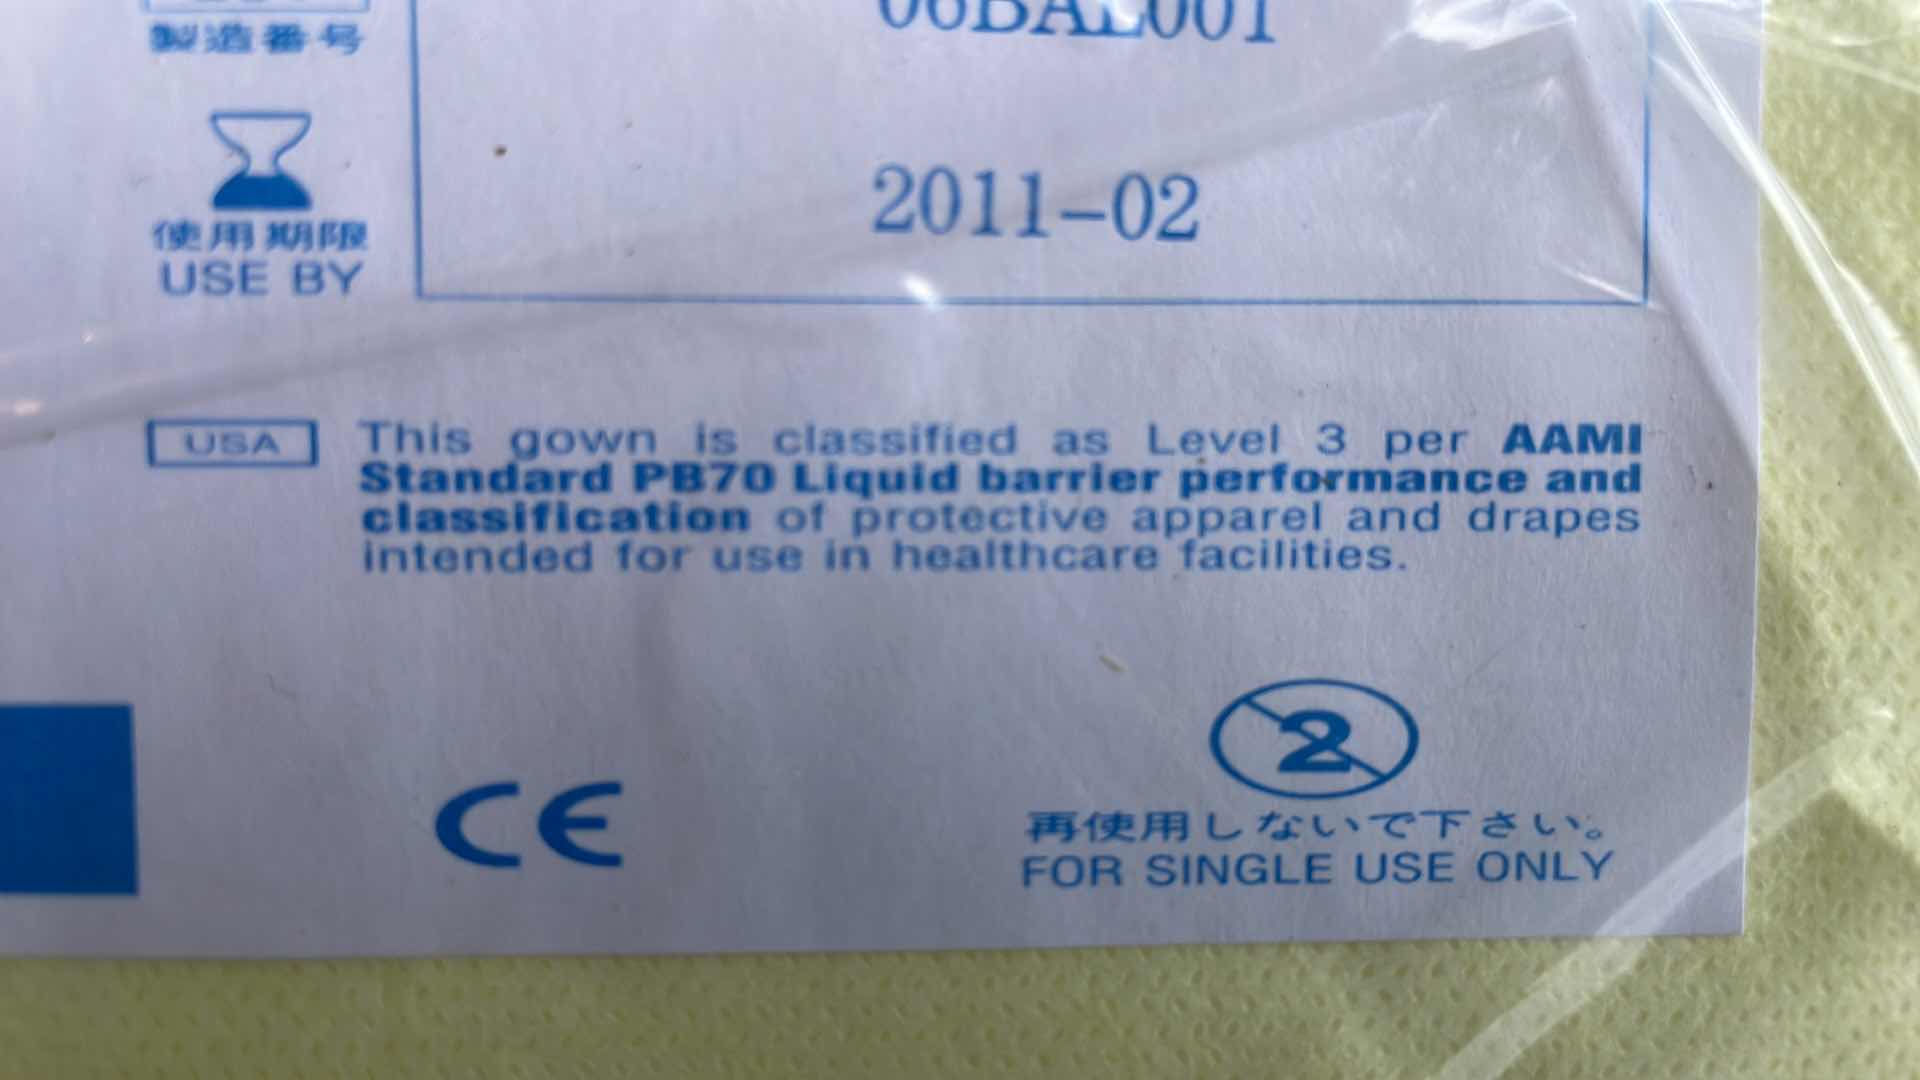 製造番号
06BAL001
使用期限
USE BY
2011-02
USA
This gown is classified as Level 3 per AAMI
Standard PB70 Liquid barrier performance and
classification of protective apparel and drapes
intended for use in healthcare facilities.
CE
2
再使用しないで下さい。
FOR SINGLE USE ONLY